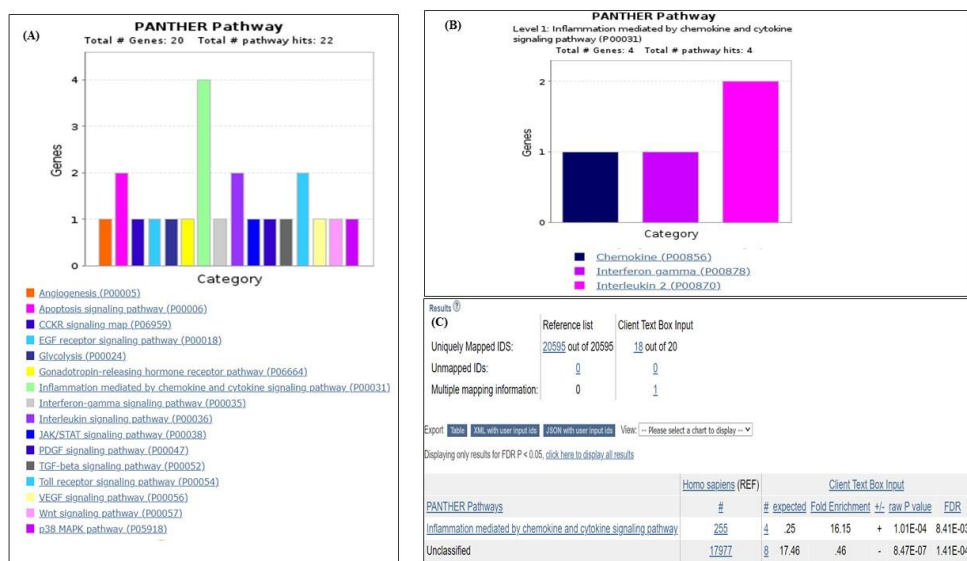 (A)
PANTHER Pathway
Total # Genes: 20 Total # pathway hits: 22
4
3
2
1
0
Genes
Category
Angiogenesis (P00005)
Apoptosis signaling pathway (P00006)
CCKR signaling map (P06959)
EGF receptor signaling pathway (P00018)
Glycolysis (P00024)
Gonadotropin-releasing hormone receptor pathway (P06664)
Inflammation mediated by chemokine and cytokine signaling pathway (P00031)
Interferon-gamma signaling pathway (P00035)
Interleukin signaling pathway (P00036)
JAK/STAT signaling pathway (P00038)
PDGF signaling pathway (P00047)
TGF-beta signaling pathway (P00052)
Toll receptor signaling pathway (P00054)
VEGF signaling pathway (P00056)
Wnt signaling pathway (P00057)
p38 MAPK pathway (P05918)
(B)
PANTHER Pathway
Level 1: Inflammation mediated by chemokine and cytokine
signaling pathway (P00031)
Total # Genes: 4 Total # pathway hits: 4
2
1
0
Genes
Category
Chemokine (P00856)
Interferon gamma (P00878)
Interleukin 2 (P00870)
Results ?
(C)
Reference list Client Text Box Input
Uniquely Mapped IDS: 20595 out of 20595 18 out of 20
Unmapped IDs: 0 0
Multiple mapping information: 0 1
Export Table XML with user input ids JSON with user input ids View: -- Please select a chart to display --
Displaying only results for FDR P < 0.05, click here to display all results
Homo sapiens (REF) Client Text Box Input
PANTHER Pathways # # expected Fold Enrichment +/- raw P value FDR
Inflammation mediated by chemokine and cytokine signaling pathway 255 4 .25 16.15 + 1.01E-04 8.41E-03
Unclassified 17977 8 17.46 .46 - 8.47E-07 1.41E-04